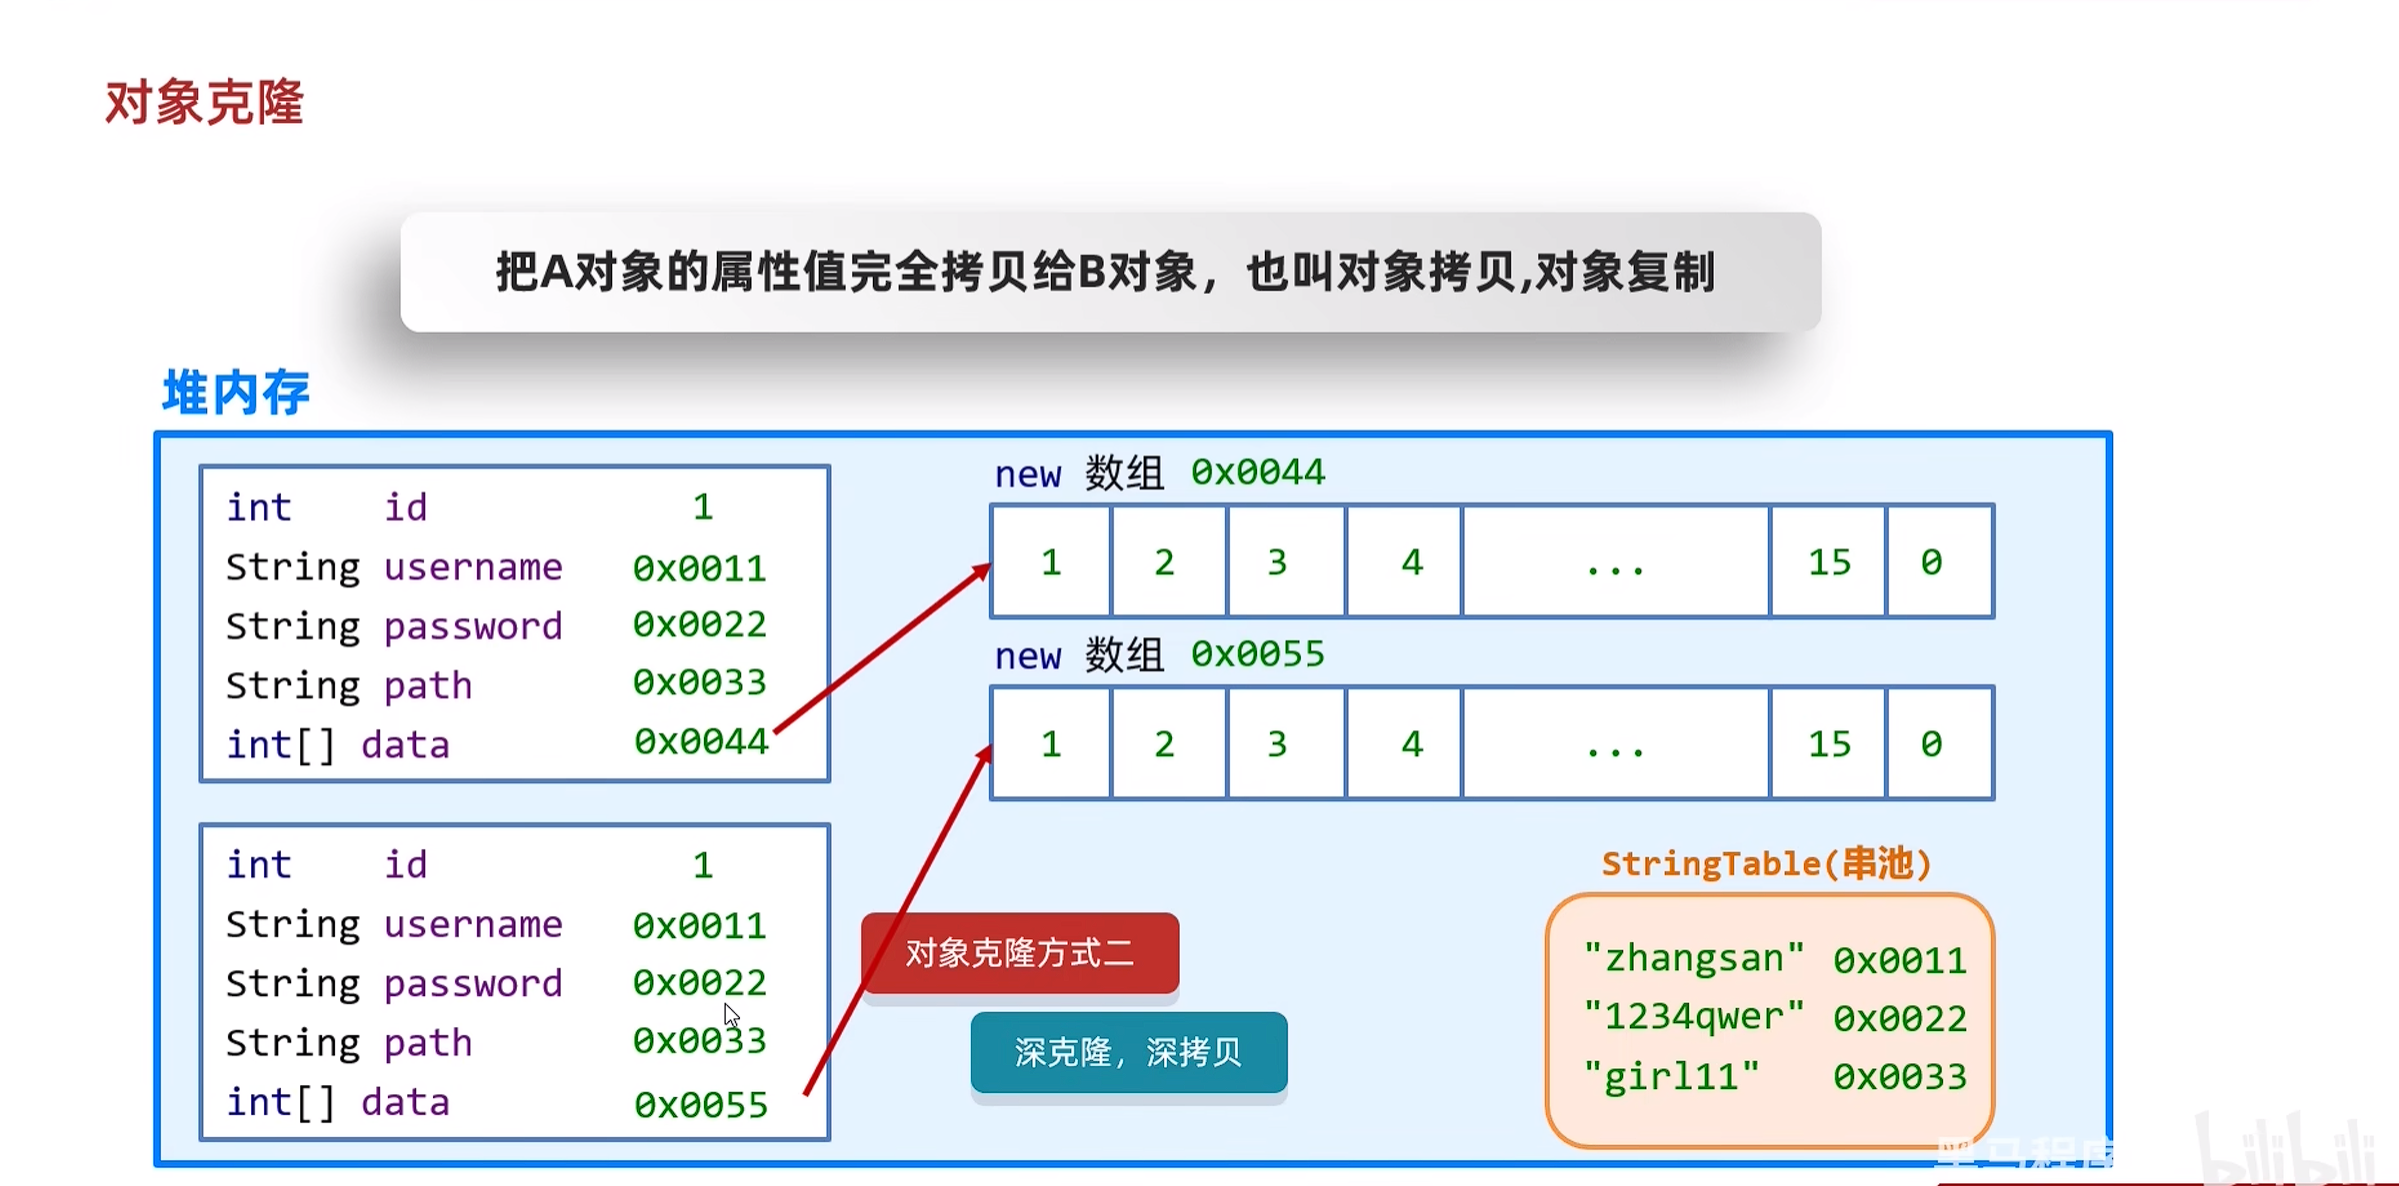 对象克隆
把A对象的属性值完全拷贝给B对象，也叫对象拷贝,对象复制
堆内存
int id 1
String username 0x0011
String password 0x0022
String path 0x0033
int[] data 0x0044
new 数组 0x0044
1 2 3 4 ... 15 0
new 数组 0x0055
1 2 3 4 ... 15 0
int id 1
String username 0x0011
String password 0x0022
String path 0x0033
int[] data 0x0055
对象克隆方式二
深克隆，深拷贝
StringTable(串池)
"zhangsan" 0x0011
"1234qwer" 0x0022
"girl11" 0x0033
黑马程序
bilibili